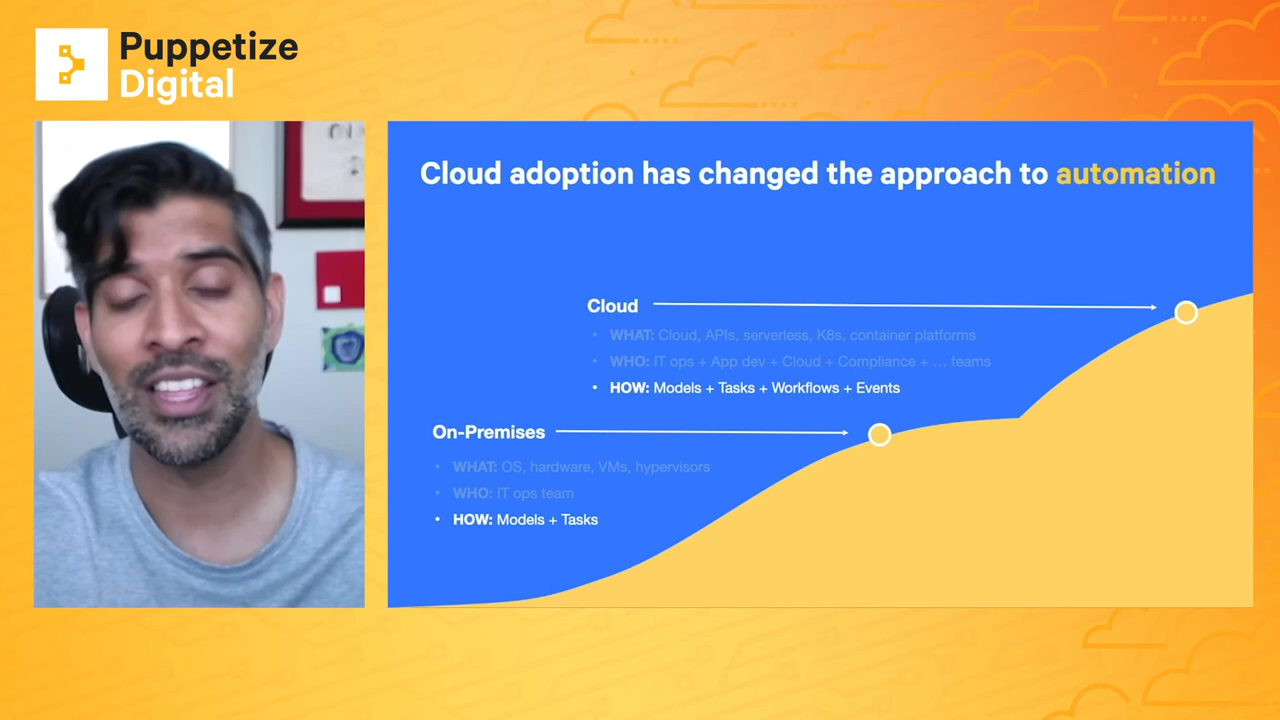 Puppetize
Digital
Cloud adoption has changed the approach to automation
Cloud
• WHAT: Cloud, APIs, serverless, K8s, container platforms
• WHO: IT ops + App dev + Cloud + Compliance + … teams
• HOW: Models + Tasks + Workflows + Events
On-Premises
• WHAT: OS, hardware, VMs, hypervisors
• WHO: IT ops team
• HOW: Models + Tasks